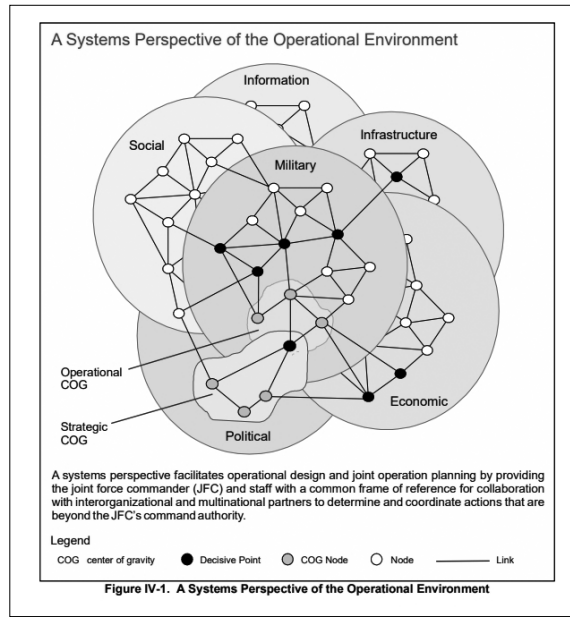 A Systems Perspective of the Operational Environment
Information
Infrastructure
Social
Military
Operational
COG
Strategic
COG
Economic
Political
A systems perspective facilitates operational design and joint operation planning by providing
the joint force commander (JFC) and staff with a common frame of reference for collaboration
with interorganizational and multinational partners to determine and coordinate actions that are
beyond the JFC's command authority.
Legend
COG center of gravity Decisive Point COG Node Node Link
Figure IV-1. A Systems Perspective of the Operational Environment